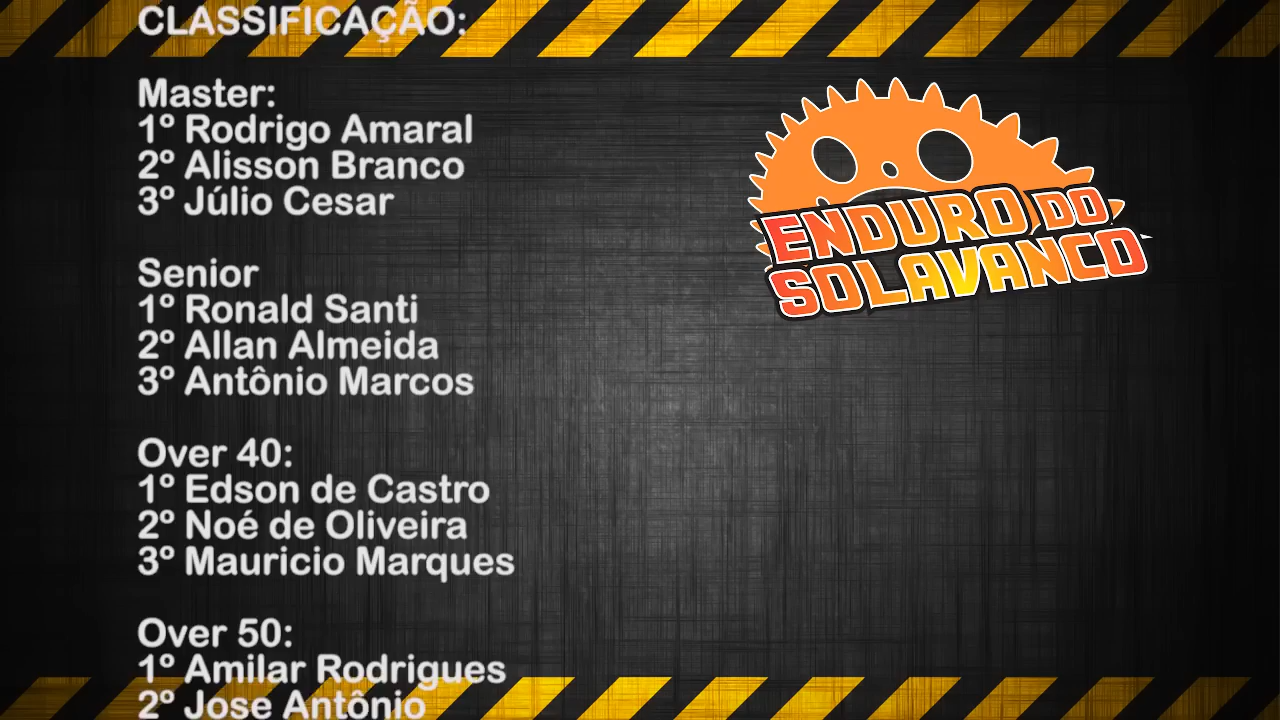 CLASSIFICAÇÃO:
Master:
1º Rodrigo Amaral
2º Alisson Branco
3º Júlio Cesar
Senior
1º Ronald Santi
2º Allan Almeida
3º Antônio Marcos
Over 40:
1º Edson de Castro
2º Noé de Oliveira
3º Mauricio Marques
Over 50:
1º Amilar Rodrigues
2º Jose Antônio
ENDURO DO
SOLAVANCO